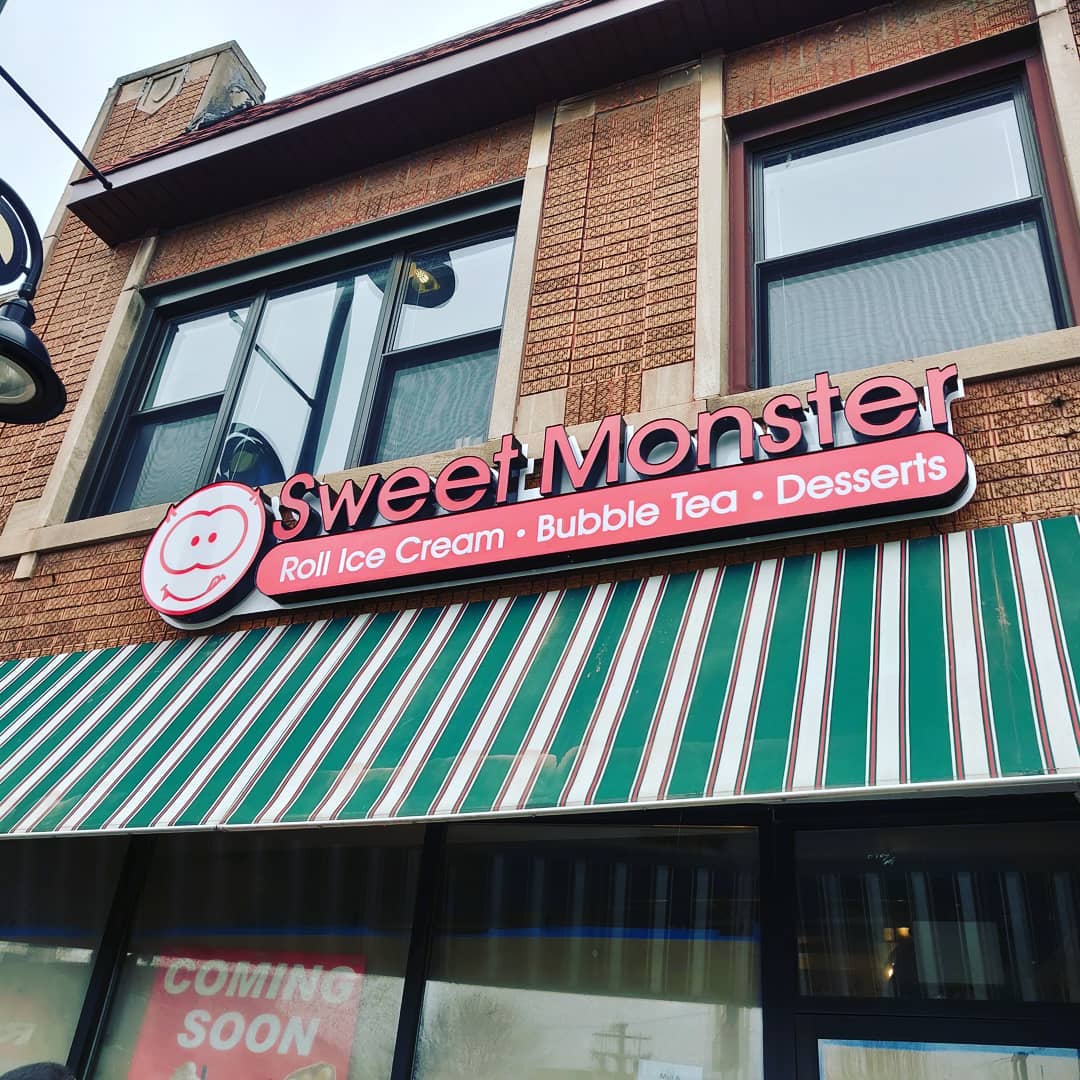 Sweet Monster
Roll Ice Cream • Bubble Tea • Desserts
COMING
SOON